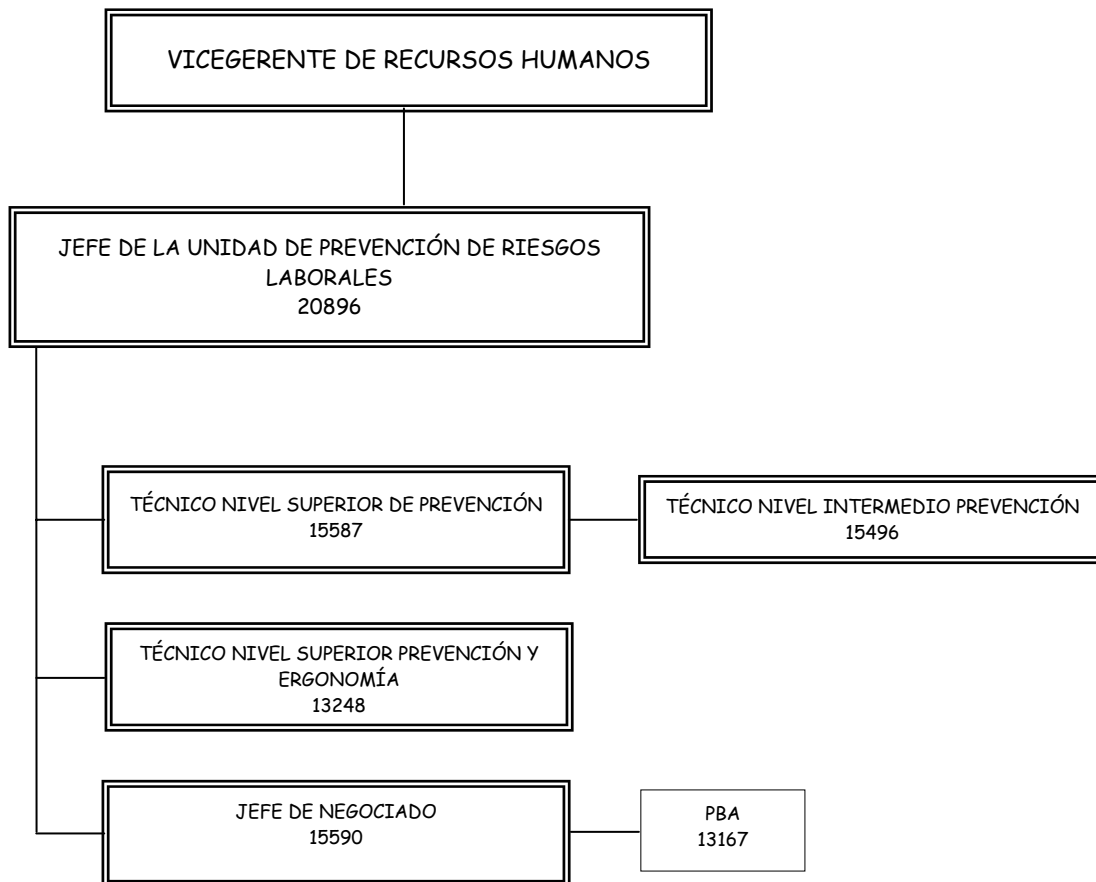 VICEGERENTE DE RECURSOS HUMANOS
JEFE DE LA UNIDAD DE PREVENCIÓN DE RIESGOS
LABORALES
20896
TÉCNICO NIVEL SUPERIOR DE PREVENCIÓN
15587
TÉCNICO NIVEL INTERMEDIO PREVENCIÓN
15496
TÉCNICO NIVEL SUPERIOR PREVENCIÓN Y
ERGONOMÍA
13248
JEFE DE NEGOCIADO
15590
PBA
13167